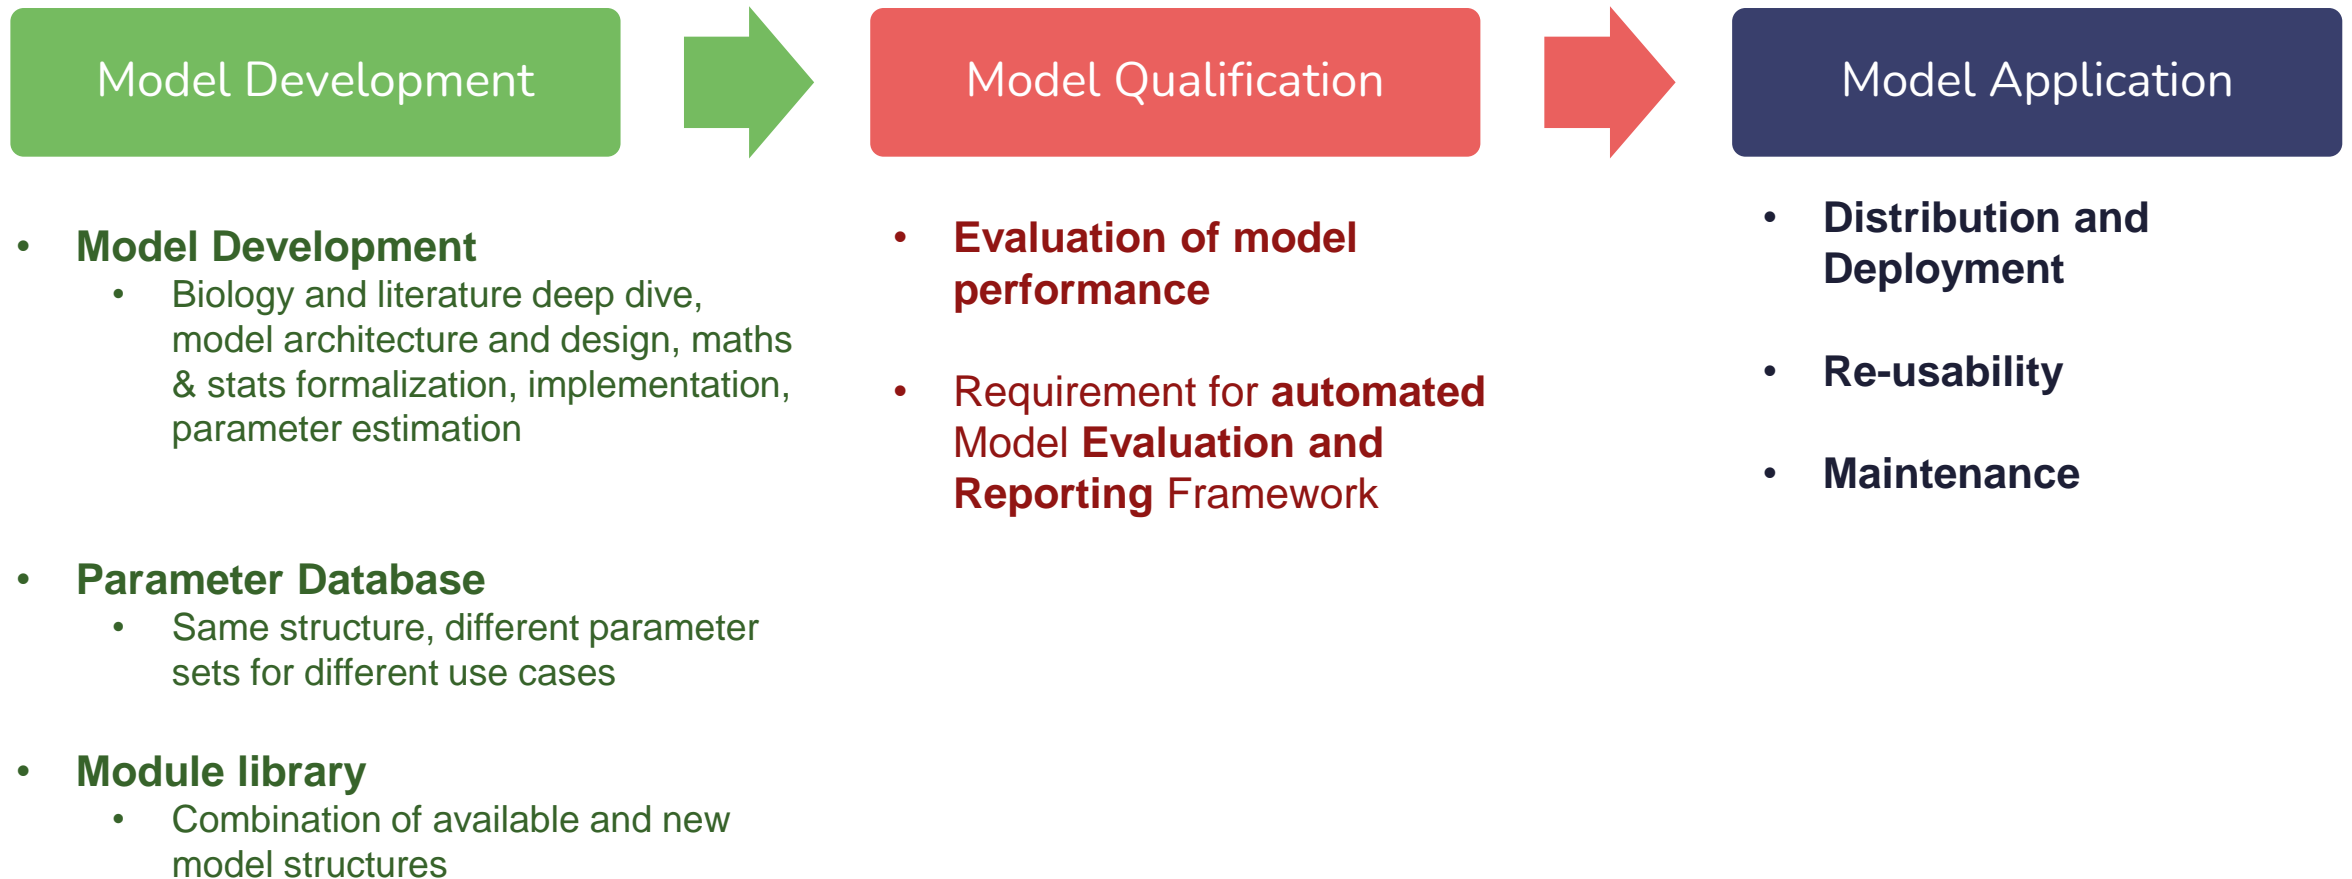 Model Development
Model Qualification
Model Application
• Model Development
• Biology and literature deep dive,
model architecture and design, maths
& stats formalization, implementation,
parameter estimation
• Parameter Database
• Same structure, different parameter
sets for different use cases
• Module library
• Combination of available and new
model structures
• Evaluation of model
performance
• Requirement for automated
Model Evaluation and
Reporting Framework
• Distribution and
Deployment
• Re-usability
• Maintenance